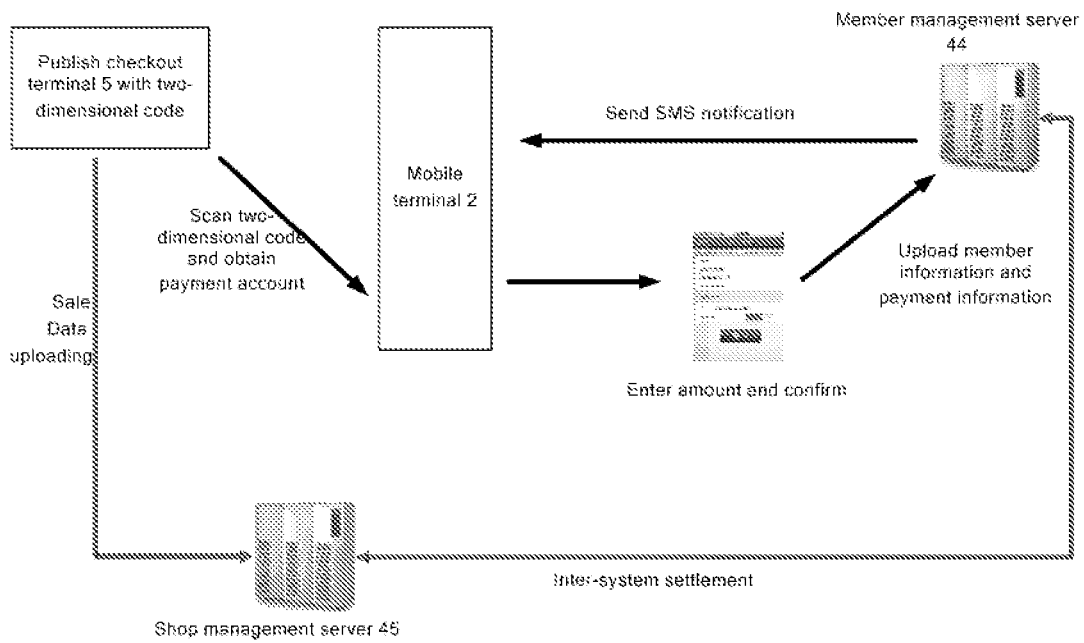 Member management server
44
Publish checkout
terminal 5 with two-
dimensional code
Send SMS notification
Mobile
terminal 2
Scan two-
dimensional code
and obtain
payment account
Upload member
information and
payment information
Sale
Data
uploading
Enter amount and confirm
Inter-system settlement
Shop management server 45